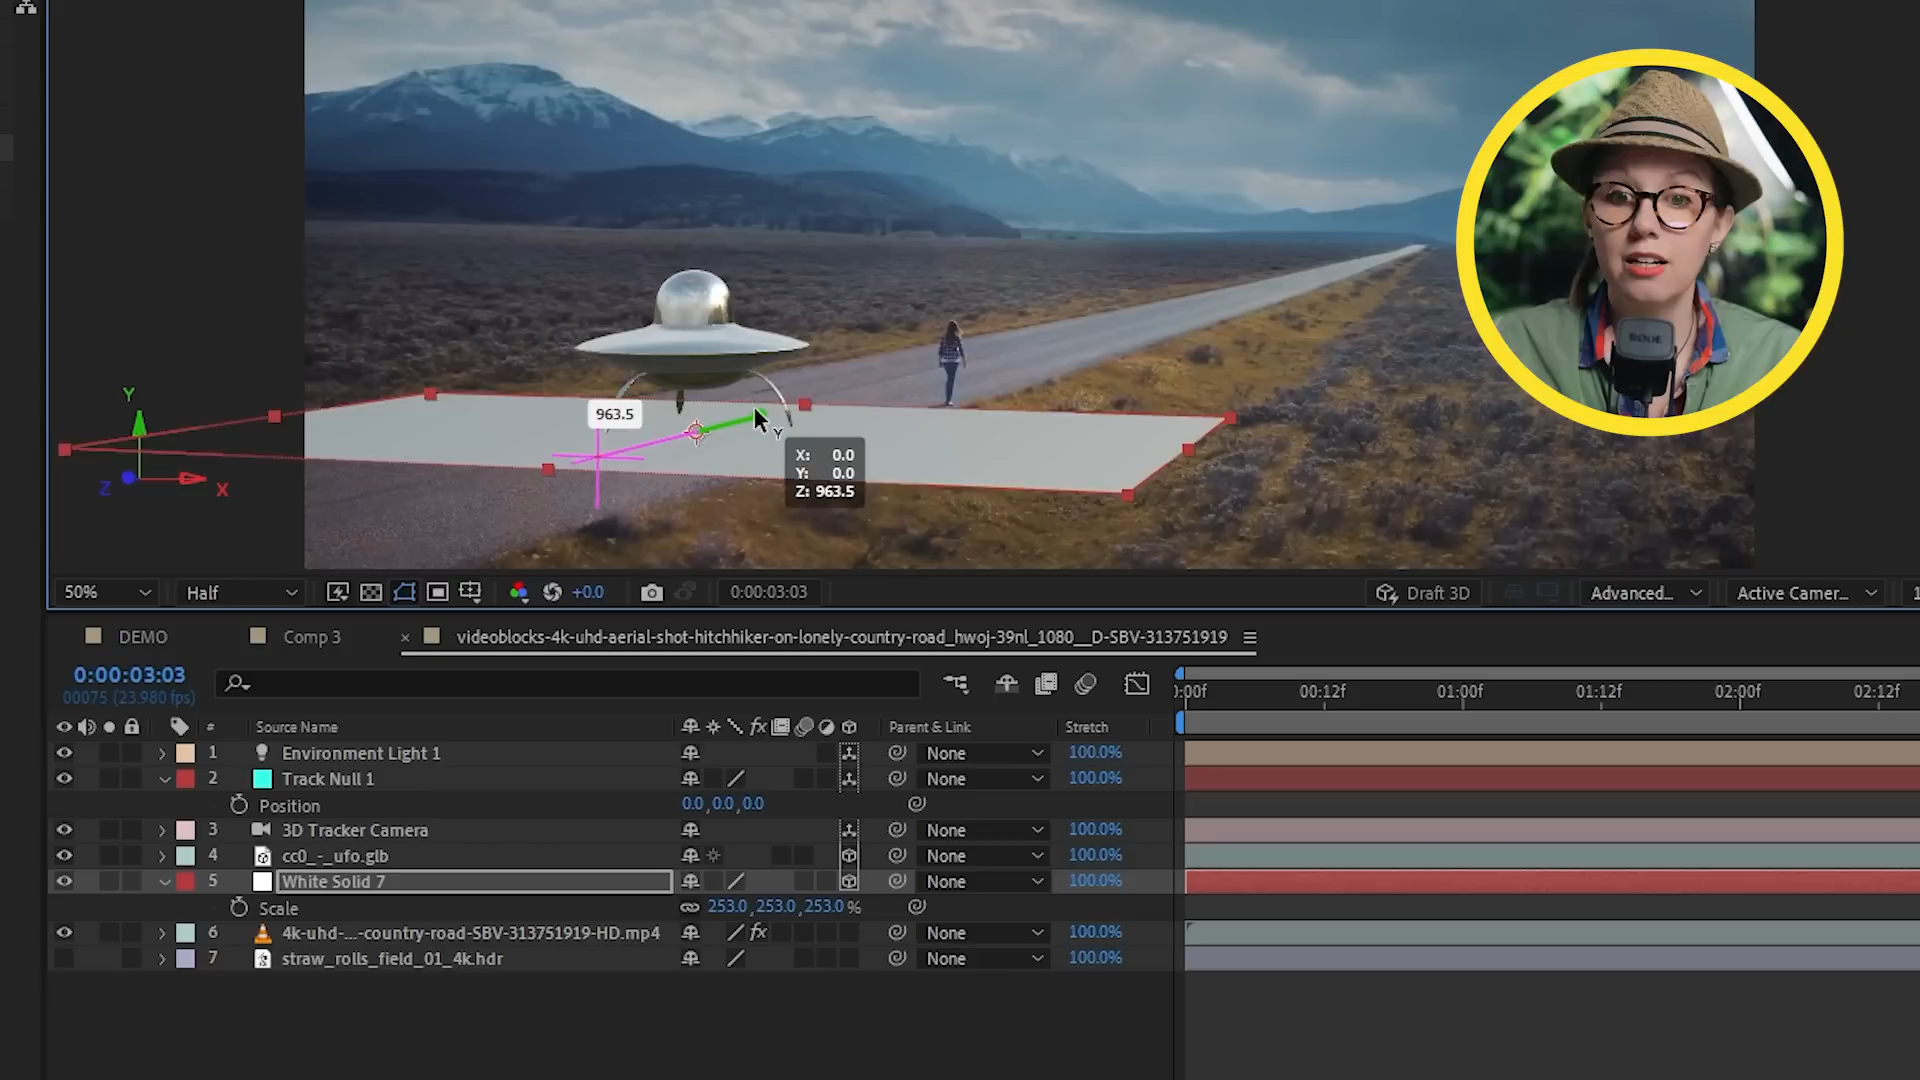 963.5
Y
X: 0.0
Y: 0.0
Z: 963.5
Y
Z
X
RODE
50%
Half
+0.0
0:00:03:03
Draft 3D
Advanced...
Active Camer...
1
DEMO
Comp 3
× videoblocks-4k-uhd-aerial-shot-hitchhiker-on-lonely-country-road_hwoj-39nl_1080__D-SBV-313751919
0:00:03:03
00075 (23.980 fps)
):00f 00:12f 01:00f 01:12f 02:00f 02:12f
# Source Name fx Parent & Link Stretch
1 Environment Light 1 None 100.0%
2 Track Null 1 None 100.0%
Position 0.0,0.0,0.0
3 3D Tracker Camera None 100.0%
4 cc0_-_ufo.glb None 100.0%
5 White Solid 7 None 100.0%
Scale 253.0,253.0,253.0%
6 4k-uhd-...-country-road-SBV-313751919-HD.mp4 fx None 100.0%
7 straw_rolls_field_01_4k.hdr None 100.0%